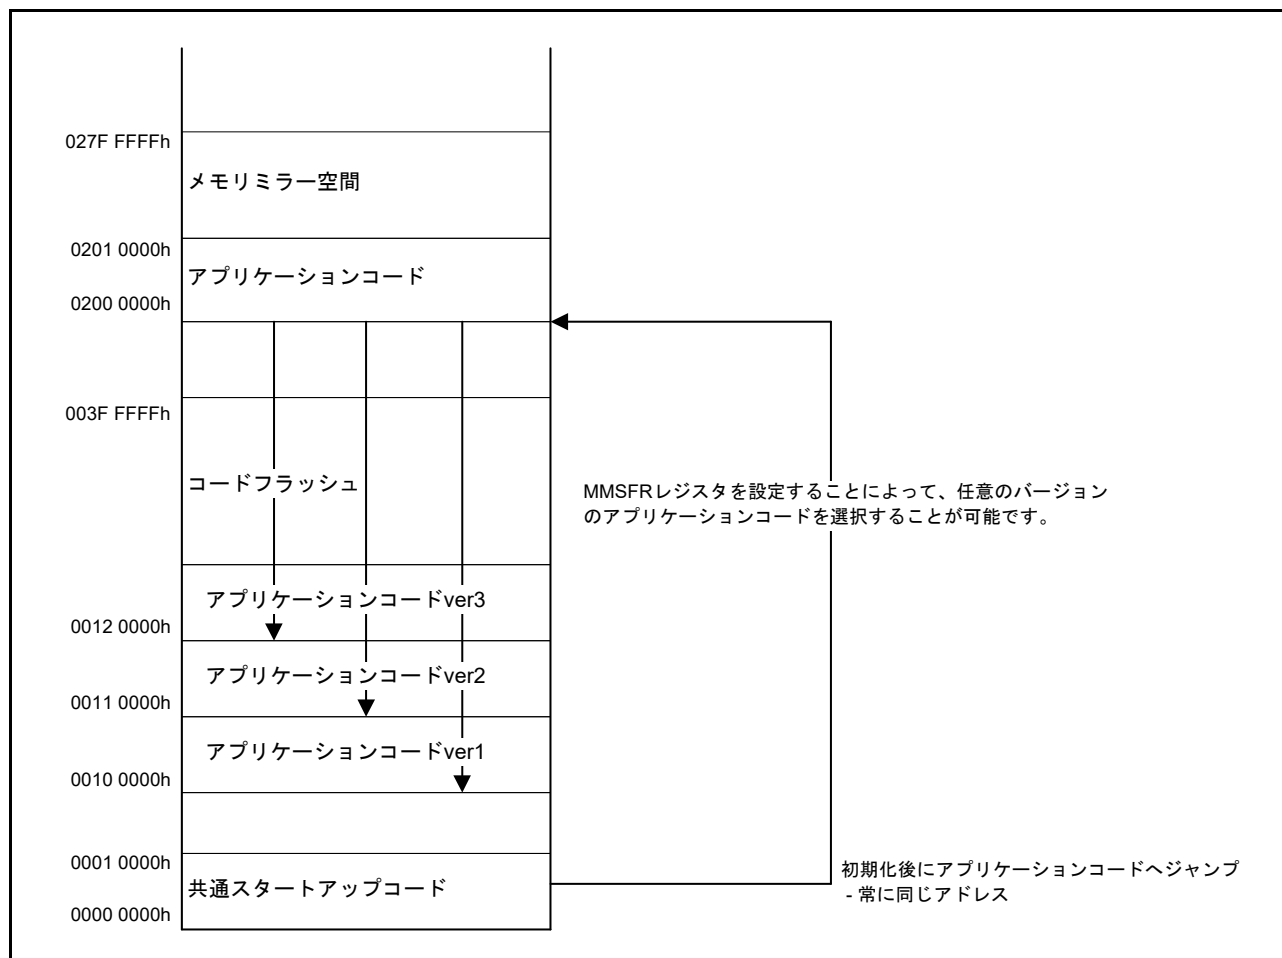 027F FFFFh
メモリミラー空間
0201 0000h
アプリケーションコード
0200 0000h
003F FFFFh
コードフラッシュ
MMSFRレジスタを設定することによって、任意のバージョン
のアプリケーションコードを選択することが可能です。
アプリケーションコードver3
0012 0000h
アプリケーションコードver2
0011 0000h
アプリケーションコードver1
0010 0000h
0001 0000h
共通スタートアップコード
0000 0000h
初期化後にアプリケーションコードへジャンプ
- 常に同じアドレス